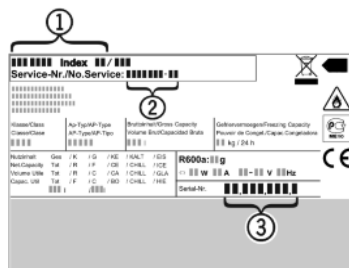 1
Index /
Service-Nr./No.Service: -
2
Klasse/Class Ap-Typ/AP-Type Bruttoinhalt/Gross Capacity Gefriervermoegen/Freezing Capacity
Classe/Clase AP-Type/AP-Tipo Volume Brut/Capacidad Bruta Pouvoir de Congel./Capac.Congeladora
kg / 24 h
Nutzinhalt Ges / K / G / KE / KALT / EIS
Net Capacity Tot / R / F / CE / CHILL / ICE
Volume Utile Tot / R / C / CA / CHILL / GLA
Capac. Util Tot / F / C / BO / CHILL / HIE
R600a: g
W A - V Hz
Serial-Nr.
3
CE